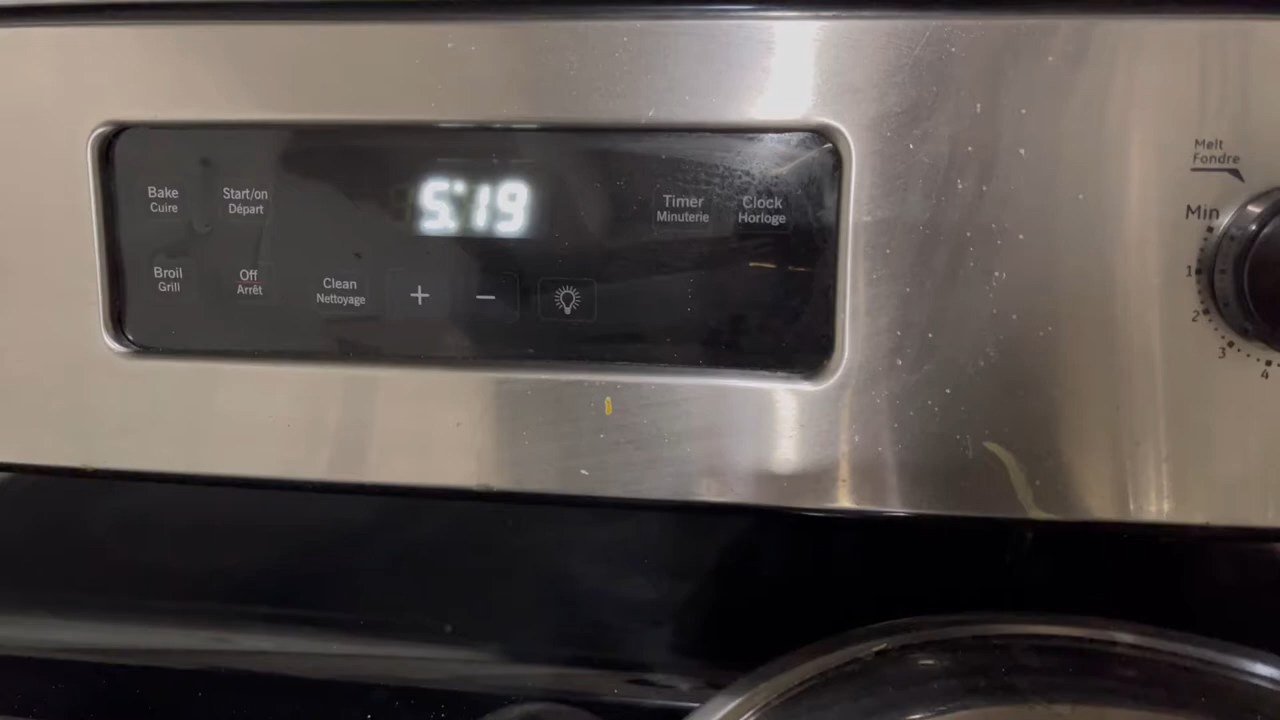 Bake
Cuire
Start/on
Départ
5:19
Timer
Minuterie
Clock
Horloge
Broil
Grill
Off
Arrêt
Clean
Nettoyage
+
−
Melt
Fondre
Min
1
2
3
4